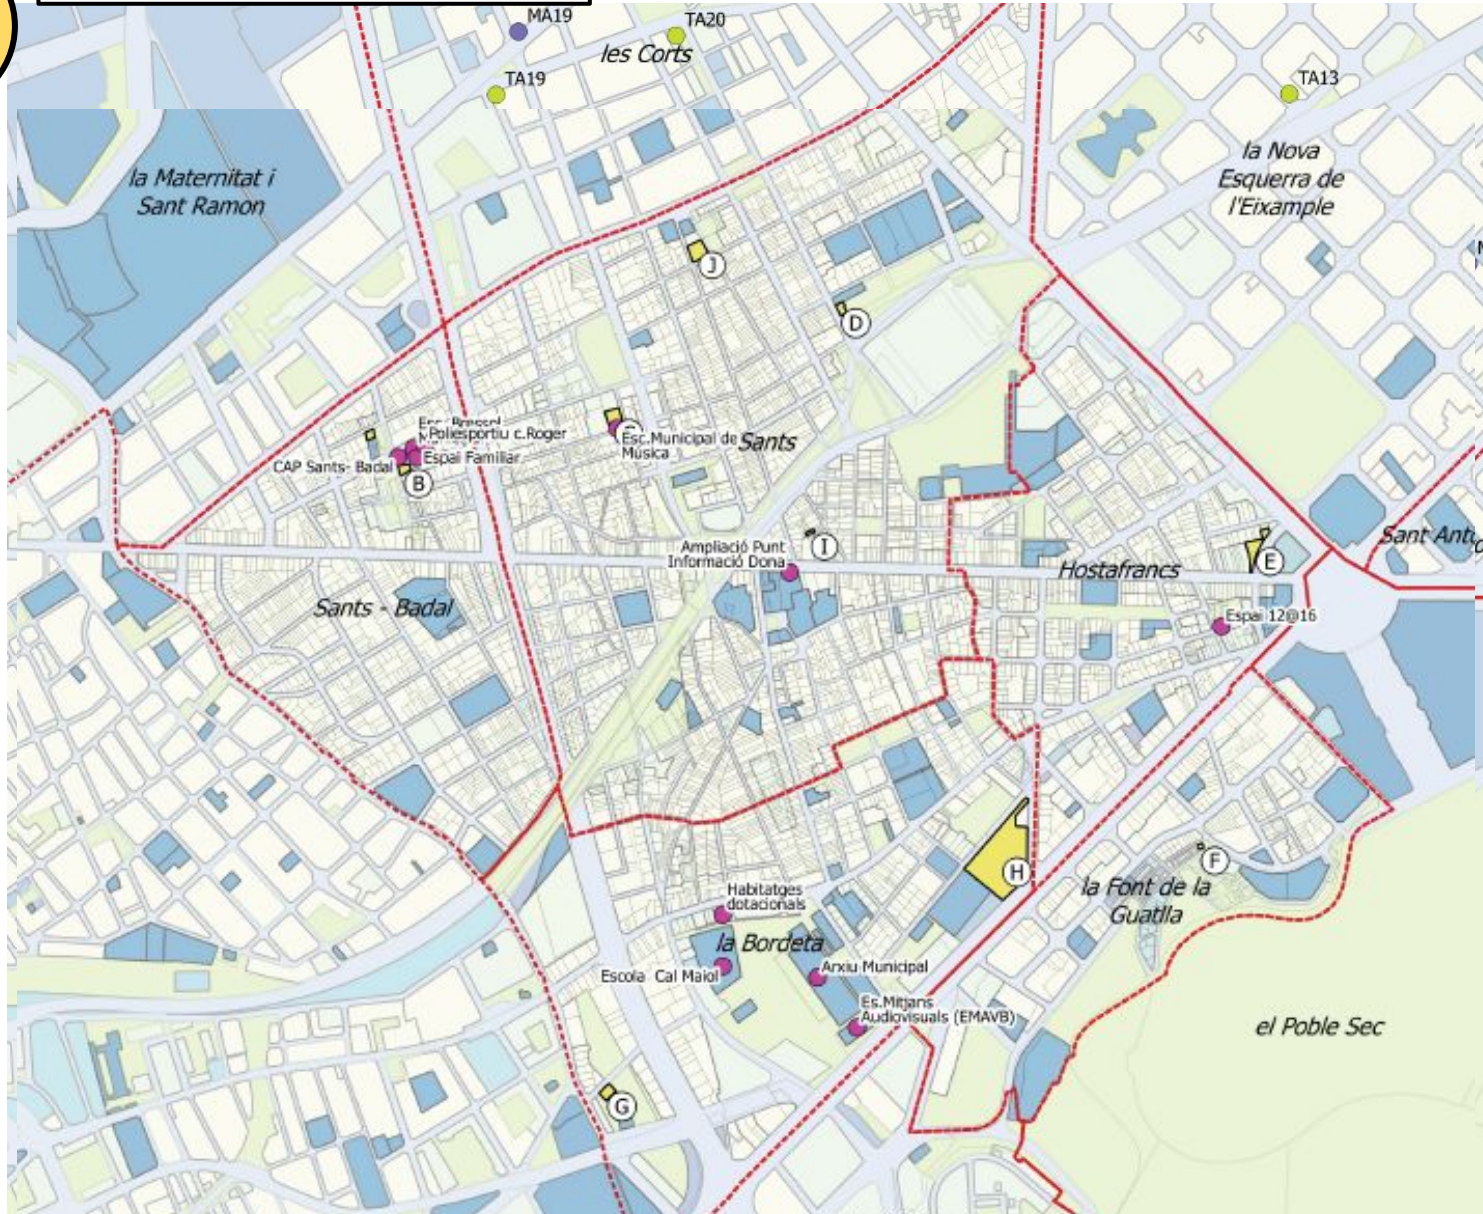 MA19
TA20
les Corts
TA19
TA13
la Nova
Esquerra de
l'Eixample
la Maternitat i
Sant Ramon
J
D
Poliesportiu c.Roger
Esc.Municipal de
Música
Sants
CAP Sants- Badal
Espai Familiar
B
Ampliació Punt
Informació Dona
I
Sant
E
Hostafrancs
Sants - Badal
Espai 12@16
F
H
la Font de la
Guatlla
Habitatges
dotacionals
la Bordeta
Escola Cal Maiol
Arxiu Municipal
Es.Mitjans
Audiovisuals (EMAVB)
el Poble Sec
G